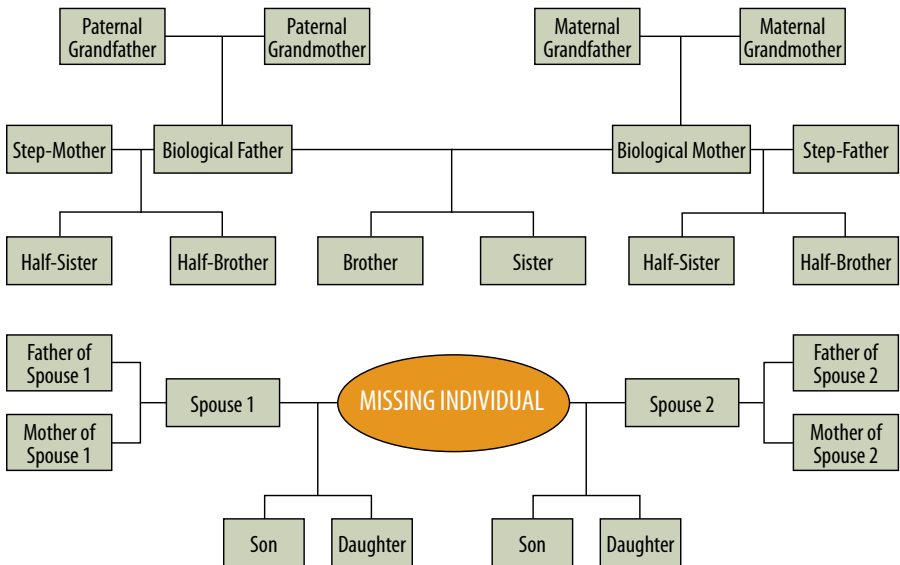 Paternal
Grandfather
Paternal
Grandmother
Maternal
Grandfather
Maternal
Grandmother
Step-Mother
Biological Father
Biological Mother
Step-Father
Half-Sister
Half-Brother
Brother
Sister
Half-Sister
Half-Brother
Father of
Spouse 1
Mother of
Spouse 1
Spouse 1
MISSING INDIVIDUAL
Spouse 2
Father of
Spouse 2
Mother of
Spouse 2
Son
Daughter
Son
Daughter